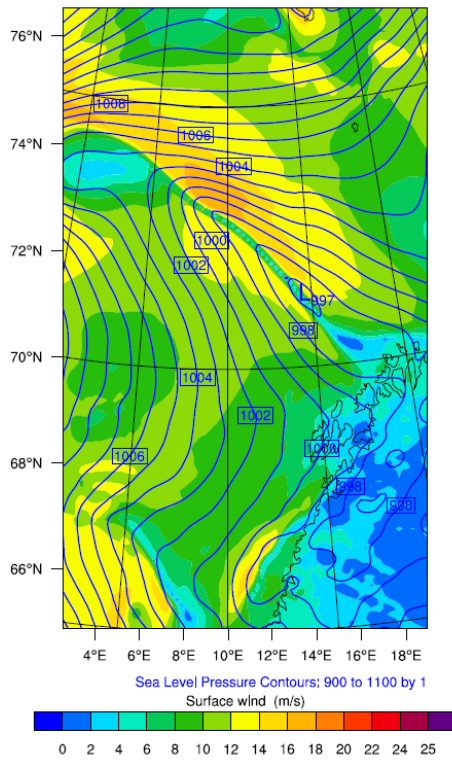 76°N
1008
1006
74°N
1004
1000
72°N
1002
L997
998
70°N
1004
1002
1000
1006
68°N
998
998
66°N
4°E 6°E 8°E 10°E 12°E 14°E 16°E 18°E
Sea Level Pressure Contours: 900 to 1100 by 1
Surface wInd (m/s)
0 2 4 6 8 10 12 14 16 18 20 22 24 25